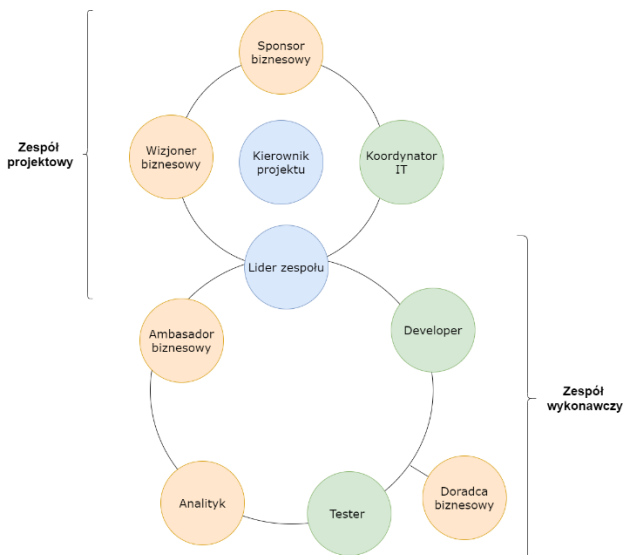 Sponsor
biznesowy
Zespół
projektowy
Wizjoner
biznesowy
Kierownik
projektu
Koordynator
IT
Lider zespołu
Ambasador
biznesowy
Developer
Zespół
wykonawczy
Analityk
Tester
Doradca
biznesowy